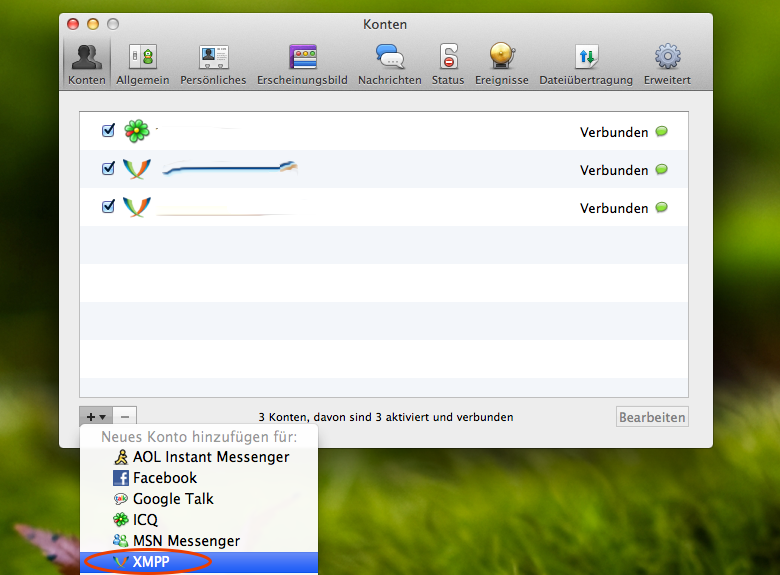 Konten
Konten Allgemein Persönliches Erscheinungsbild Nachrichten Status Ereignisse Dateiübertragung Erweitert
Verbunden
Verbunden
Verbunden
3 Konten, davon sind 3 aktiviert und verbunden
Bearbeiten
Neues Konto hinzufügen für:
AOL Instant Messenger
Facebook
Google Talk
ICQ
MSN Messenger
XMPP